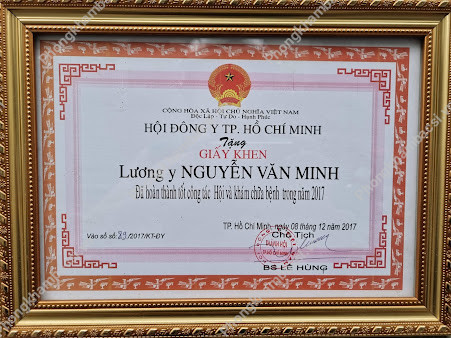 CỘNG HÒA XÃ HỘI CHỦ NGHĨA VIỆT NAM
Độc Lập - Tự Do - Hạnh Phúc
HỘI ĐÔNG Y TP. HỒ CHÍ MINH
Tặng
GIẤY KHEN
Lương y NGUYỄN VĂN MINH
Đã hoàn thành tốt công tác Hội và khám chữa bệnh trong năm 2017
TP. Hồ Chí Minh, ngày 08 tháng 12 năm 2017
Vào sổ số: 89/2017/KT-ĐY
Chủ Tịch
BS LÊ HÙNG